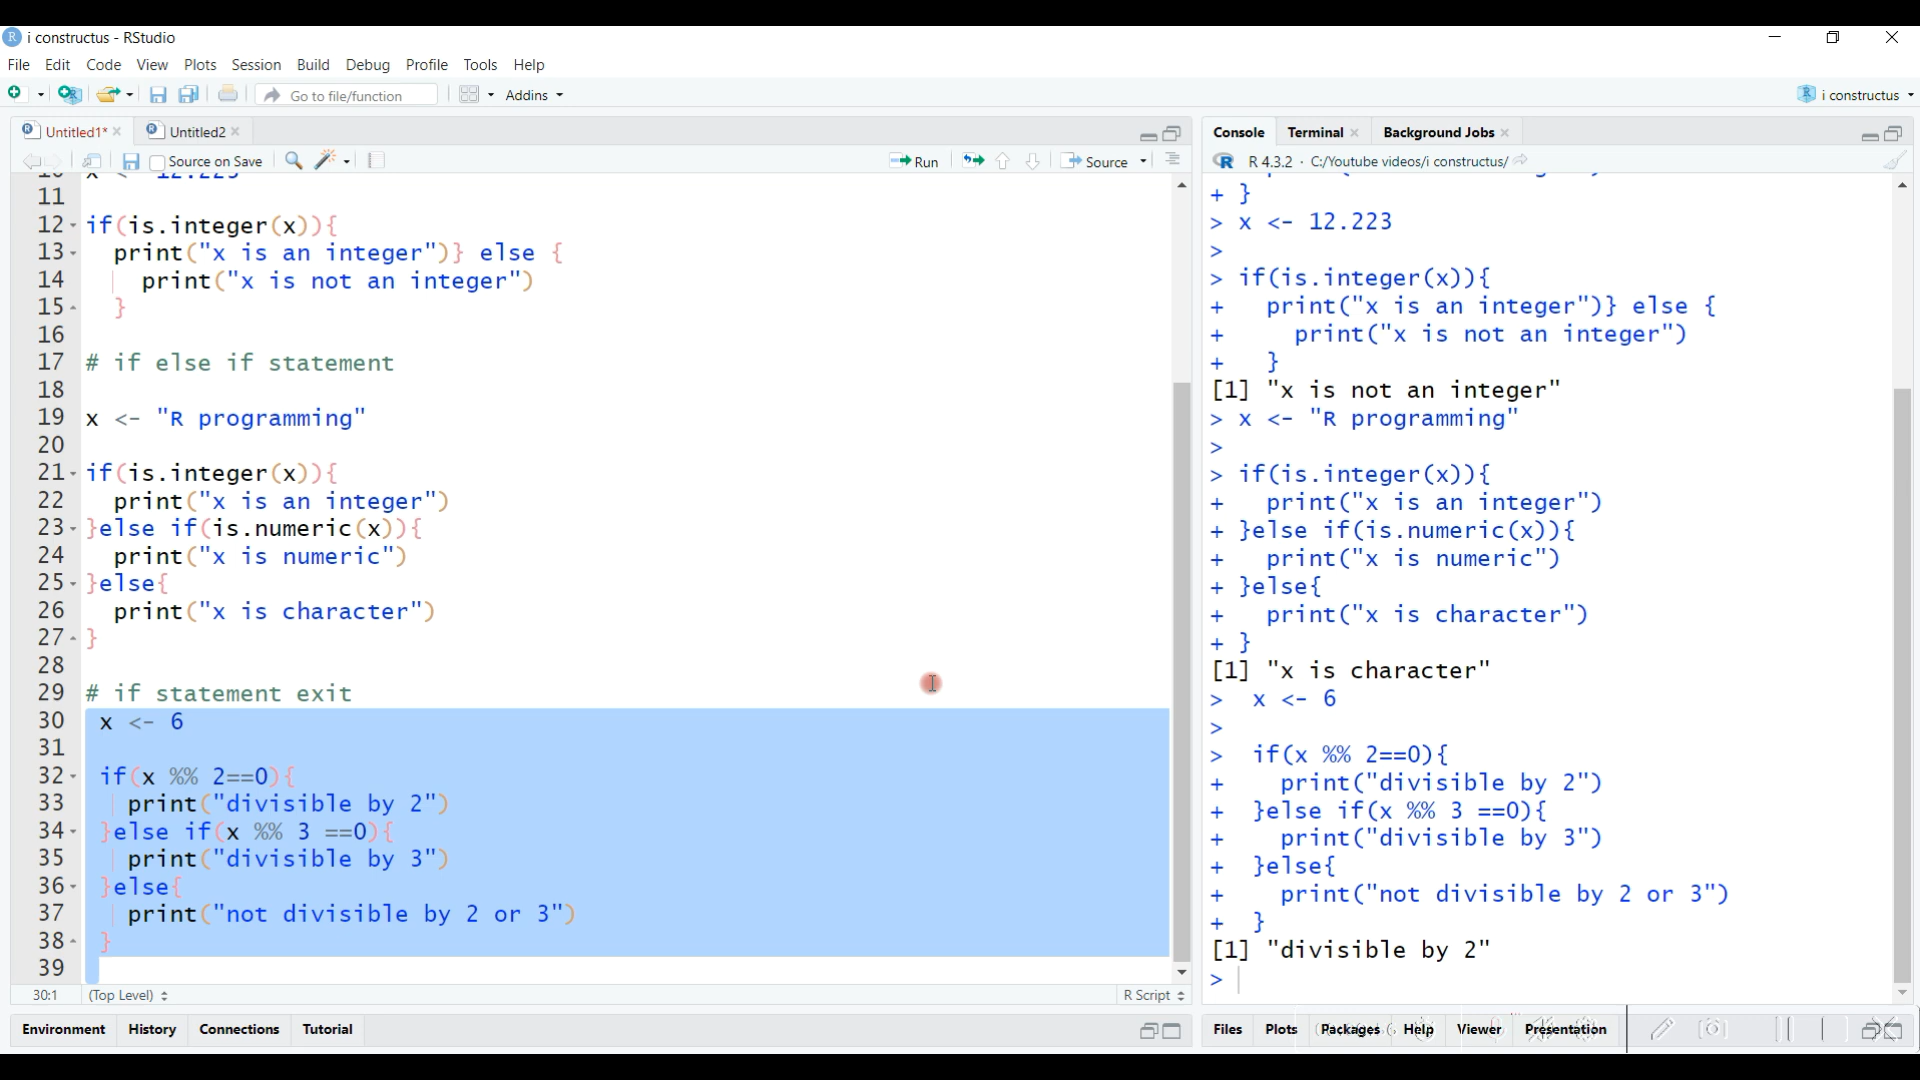 i constructus - RStudio
File Edit Code View Plots Session Build Debug Profile Tools Help
Go to file/function Addins i constructus
Untitled1* Untitled2
Source on Save Run Source
11
12 if(is.integer(x)){
13 print("x is an integer")} else {
14 print("x is not an integer")
15 }
16
17 # if else if statement
18
19 x <- "R programming"
20
21 if(is.integer(x)){
22 print("x is an integer")
23 }else if(is.numeric(x)){
24 print("x is numeric")
25 }else{
26 print("x is character")
27 }
28
29 # if statement exit
30 x <- 6
31
32 if(x %% 2==0){
33 print("divisible by 2")
34 }else if(x %% 3 ==0){
35 print("divisible by 3")
36 }else{
37 print("not divisible by 2 or 3")
38 }
39
30:1 (Top Level) R Script
Environment History Connections Tutorial
Console Terminal Background Jobs
R R 4.3.2 · C:/Youtube videos/i constructus/
+ }
> x <- 12.223
>
> if(is.integer(x)){
+ print("x is an integer")} else {
+ print("x is not an integer")
+ }
[1] "x is not an integer"
> x <- "R programming"
>
> if(is.integer(x)){
+ print("x is an integer")
+ }else if(is.numeric(x)){
+ print("x is numeric")
+ }else{
+ print("x is character")
+ }
[1] "x is character"
> x <- 6
>
> if(x %% 2==0){
+ print("divisible by 2")
+ }else if(x %% 3 ==0){
+ print("divisible by 3")
+ }else{
+ print("not divisible by 2 or 3")
+ }
[1] "divisible by 2"
>
Files Plots Packages Help Viewer Presentation